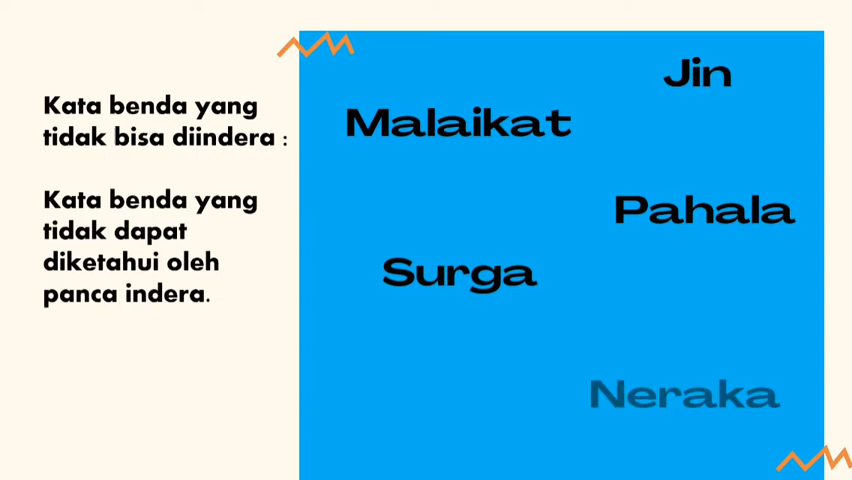 Kata benda yang
tidak bisa diindera :
Kata benda yang
tidak dapat
diketahui oleh
panca indera.
Jin
Malaikat
Pahala
Surga
Neraka